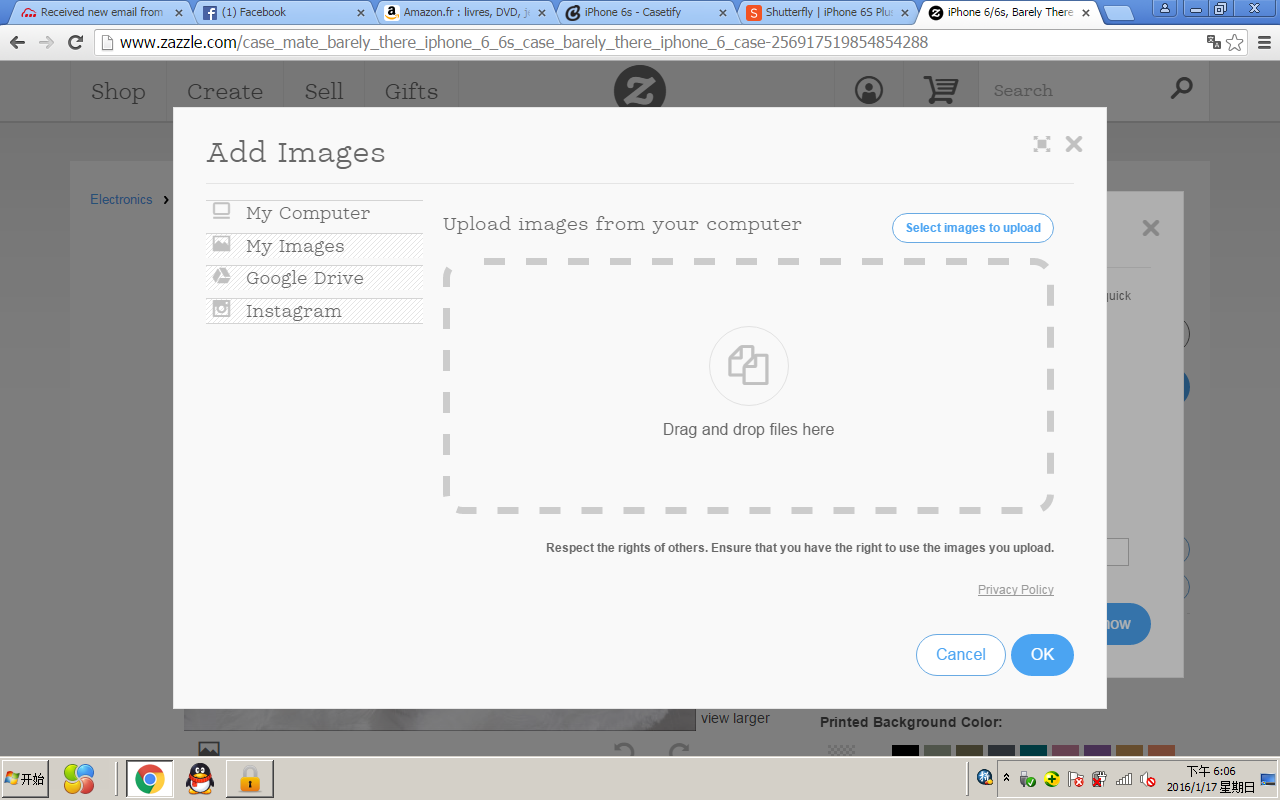 Received new email from
(1) Facebook
Amazon.fr : livres, DVD, j
iPhone 6s - Casetify
Shutterfly | iPhone 6S Plus
iPhone 6/6s, Barely There
www.zazzle.com/case_mate_barely_there_iphone_6_6s_case_barely_there_iphone_6_case-256917519854854288
Shop
Create
Sell
Gifts
Search
Add Images
Electronics
My Computer
My Images
Google Drive
Instagram
Upload images from your computer
Select images to upload
quick
Drag and drop files here
Respect the rights of others. Ensure that you have the right to use the images you upload.
Privacy Policy
now
Cancel
OK
view larger
Printed Background Color:
开始
下午 6:06
2016/1/17 星期日